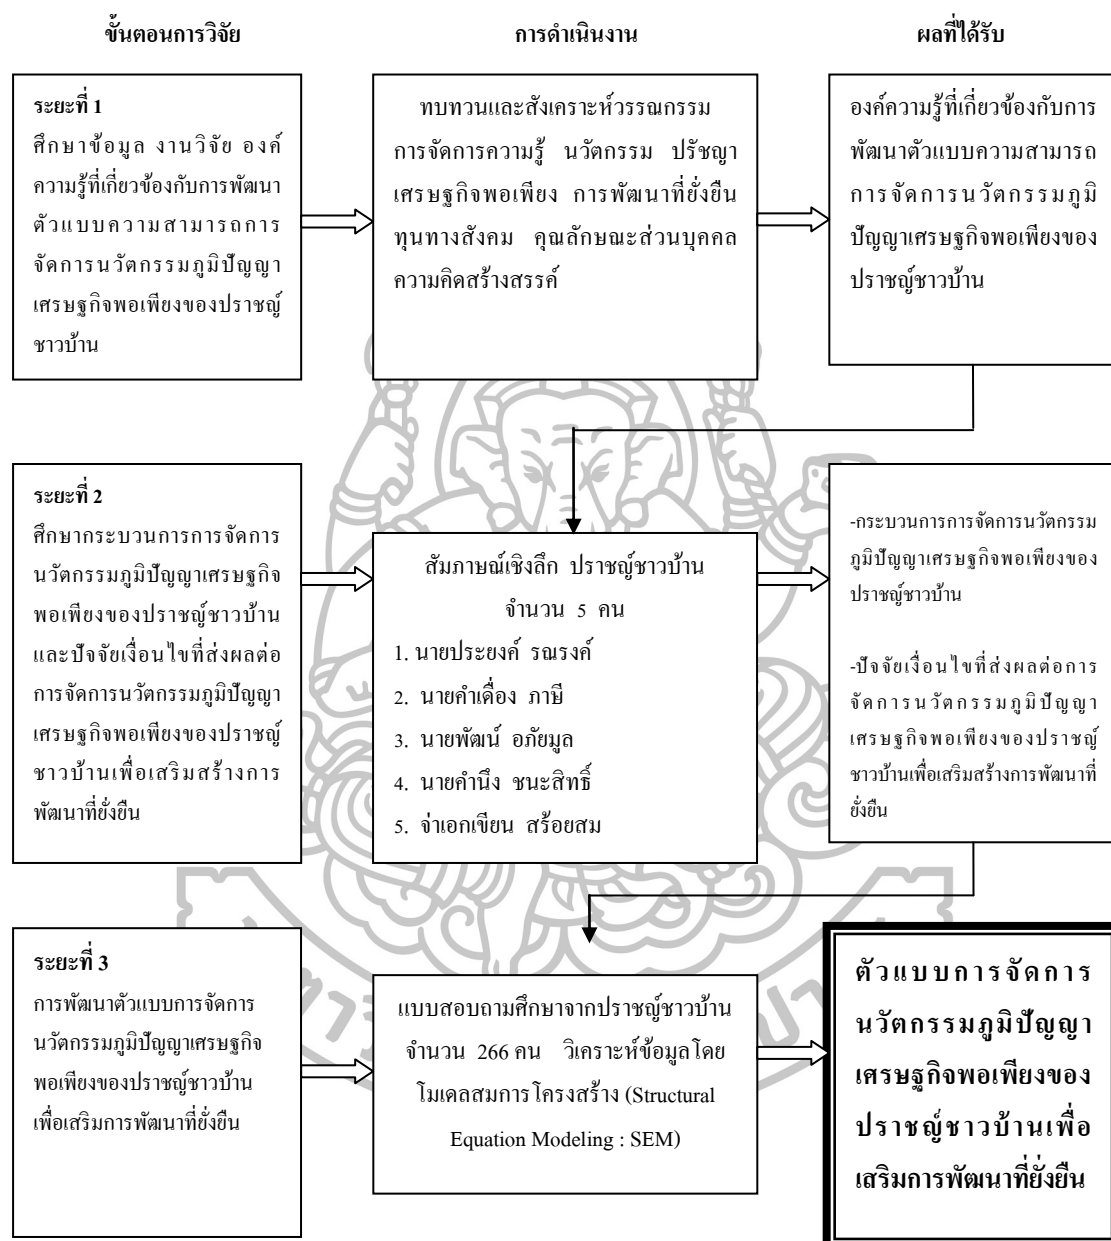 ขั้นตอนการวิจัย
การดำเนินงาน
ผลที่ได้รับ
ระยะที่ 1
ศึกษาข้อมูล งานวิจัย องค์
ความรู้ที่เกี่ยวข้องกับการพัฒนา
ตัวแบบความสามารถการ
จัดการนวัตกรรมภูมิปัญญา
เศรษฐกิจพอเพียงของปราชญ์
ชาวบ้าน
ทบทวนและสังเคราะห์วรรณกรรม
การจัดการความรู้ นวัตกรรม ปรัชญา
เศรษฐกิจพอเพียง การพัฒนาที่ยั่งยืน
ทุนทางสังคม คุณลักษณะส่วนบุคคล
ความคิดสร้างสรรค์
องค์ความรู้ที่เกี่ยวข้องกับการ
พัฒนาตัวแบบความสามารถ
การจัดการนวัตกรรมภูมิ
ปัญญาเศรษฐกิจพอเพียงของ
ปราชญ์ชาวบ้าน
ระยะที่ 2
ศึกษากระบวนการการจัดการ
นวัตกรรมภูมิปัญญาเศรษฐกิจ
พอเพียงของปราชญ์ชาวบ้าน
และปัจจัยเงื่อนไขที่ส่งผลต่อ
การจัดการนวัตกรรมภูมิปัญญา
เศรษฐกิจพอเพียงของปราชญ์
ชาวบ้านเพื่อเสริมสร้างการ
พัฒนาที่ยั่งยืน
สัมภาษณ์เชิงลึก ปราชญ์ชาวบ้าน
จำนวน 5 คน
1. นายประยงค์ รณรงค์
2. นายคำเดื่อง ภาษี
3. นายพัฒน์ อภัยมูล
4. นายคำนึง ชนะสิทธิ์
5. จ่าเอกเขียน สร้อยสม
-กระบวนการการจัดการนวัตกรรม
ภูมิปัญญาเศรษฐกิจพอเพียงของ
ปราชญ์ชาวบ้าน
-ปัจจัยเงื่อนไขที่ส่งผลต่อการ
จัดการนวัตกรรมภูมิปัญญา
เศรษฐกิจพอเพียงของปราชญ์
ชาวบ้านเพื่อเสริมสร้างการพัฒนาที่
ยั่งยืน
ระยะที่ 3
การพัฒนาตัวแบบการจัดการ
นวัตกรรมภูมิปัญญาเศรษฐกิจ
พอเพียงของปราชญ์ชาวบ้าน
เพื่อเสริมการพัฒนาที่ยั่งยืน
แบบสอบถามศึกษาจากปราชญ์ชาวบ้าน
จำนวน 266 คน วิเคราะห์ข้อมูลโดย
โมเดลสมการโครงสร้าง (Structural
Equation Modeling : SEM)
ตัวแบบการจัดการ
นวัตกรรมภูมิปัญญา
เศรษฐกิจพอเพียงของ
ปราชญ์ชาวบ้านเพื่อ
เสริมการพัฒนาที่ยั่งยืน